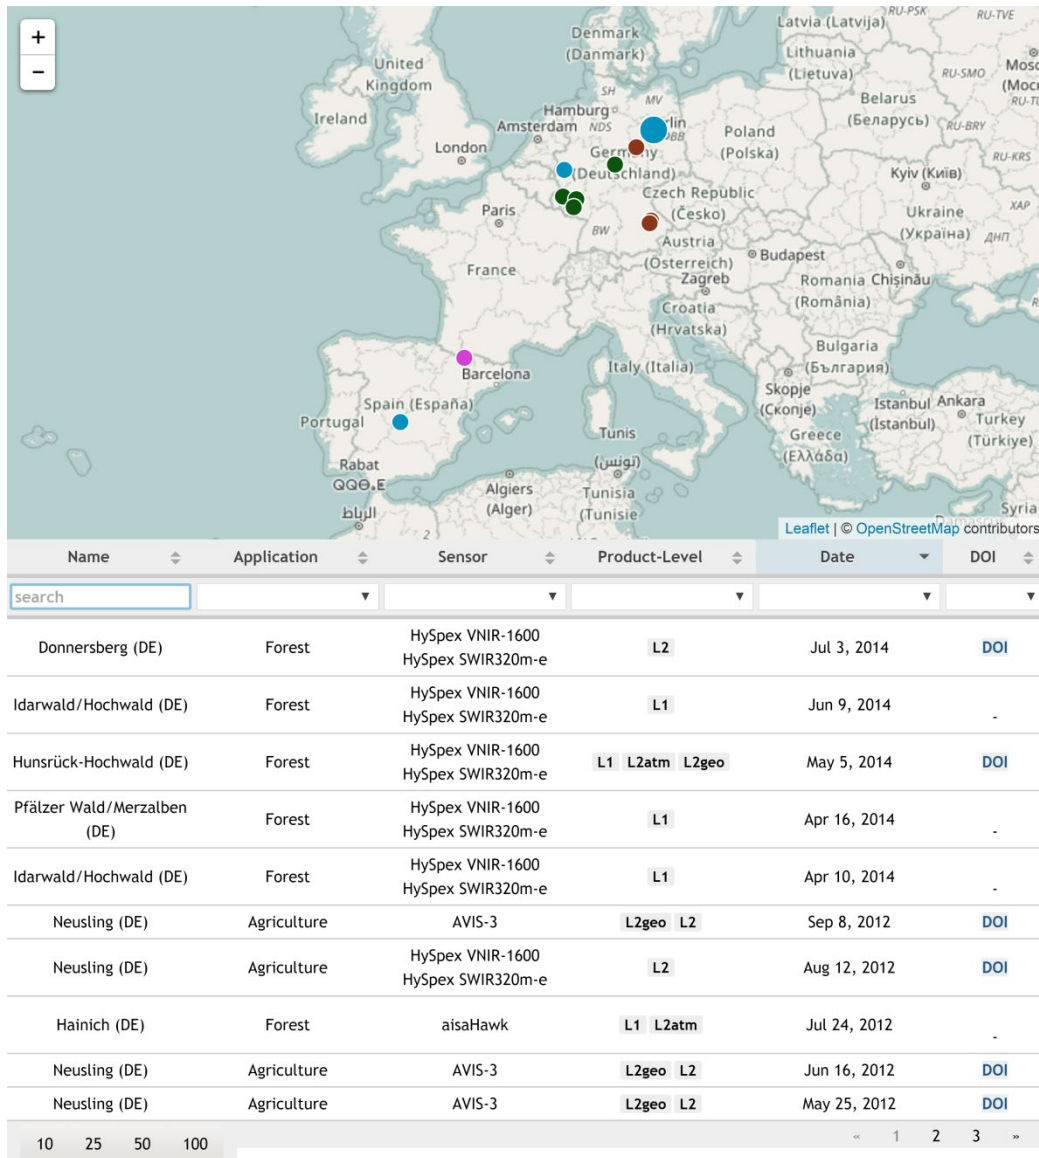 +
−
RU-PSK
RU-TVE
Latvia (Latvija)
Denmark
(Danmark)
Lithuania
(Lietuva)
United
Kingdom
RU-SMO
SH
MV
Belarus
(Беларусь)
Ireland
Hamburg
Amsterdam
NDS
RU-BRY
London
Germany
(Deutschland)
Poland
(Polska)
RU-KRS
Kyiv (Київ)
Czech Republic
(Česko)
Paris
Ukraine
(Україна)
ХАР
ДНП
BW
Austria
(Österreich)
Budapest
France
Zagreb
Romania
(România)
Chișinău
Croatia
(Hrvatska)
Bulgaria
(България)
Italy (Italia)
Barcelona
Skopje
(Скопје)
Spain (España)
Istanbul
(İstanbul)
Ankara
Portugal
Turkey
(Türkiye)
Tunis
Greece
(Ελλάδα)
(تونس)
Rabat
ⵕⵕⴱⴰⵟ
الرباط
Algiers
(Alger)
Tunisia
(Tunisie
2
Syria
Leaflet | © OpenStreetMap contributors
Name Application Sensor Product-Level Date DOI
search
Donnersberg (DE) Forest HySpex VNIR-1600 L2 Jul 3, 2014 DOI
HySpex SWIR320m-e
Idarwald/Hochwald (DE) Forest HySpex VNIR-1600 L1 Jun 9, 2014 -
HySpex SWIR320m-e
Hunsrück-Hochwald (DE) Forest HySpex VNIR-1600 L1 L2atm L2geo May 5, 2014 DOI
HySpex SWIR320m-e
Pfälzer Wald/Merzalben Forest HySpex VNIR-1600 L1 Apr 16, 2014 -
(DE) HySpex SWIR320m-e
Idarwald/Hochwald (DE) Forest HySpex VNIR-1600 L1 Apr 10, 2014 -
HySpex SWIR320m-e
Neusling (DE) Agriculture AVIS-3 L2geo L2 Sep 8, 2012 DOI
Neusling (DE) Agriculture HySpex VNIR-1600 L2 Aug 12, 2012 DOI
HySpex SWIR320m-e
Hainich (DE) Forest aisaHawk L1 L2atm Jul 24, 2012 -
Neusling (DE) Agriculture AVIS-3 L2geo L2 Jun 16, 2012 DOI
Neusling (DE) Agriculture AVIS-3 L2geo L2 May 25, 2012 DOI
10 25 50 100 « 1 2 3 »